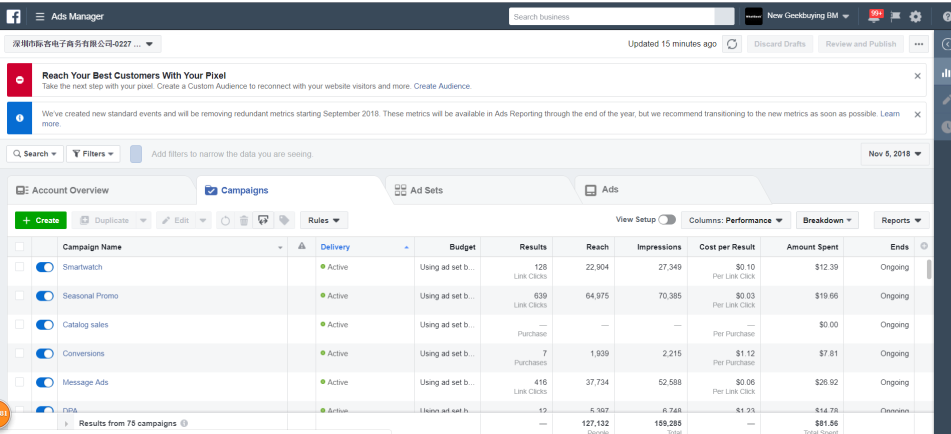 Ads Manager
Search business
New Geekbuying BM
99+
深圳市际客电子商务有限公司-0227 ...
Updated 15 minutes ago
Discard Drafts
Review and Publish
Reach Your Best Customers With Your Pixel
Take the next step with your pixel. Create a Custom Audience to reconnect with your website visitors and more. Create Audience.
We've created new standard events and will be removing redundant metrics starting September 2018. These metrics will be available in Ads Reporting through the end of the year, but we recommend transitioning to the new metrics as soon as possible. Learn
more.
Search
Filters
Add filters to narrow the data you are seeing.
Nov 5, 2018
Account Overview
Campaigns
Ad Sets
Ads
+ Create
Duplicate
Edit
Rules
View Setup
Columns: Performance
Breakdown
Reports
Campaign Name Delivery Budget Results Reach Impressions Cost per Result Amount Spent Ends
Smartwatch Active Using ad set b... 128 22,904 27,349 $0.10 $12.39 Ongoing
Link Clicks Per Link Click
Seasonal Promo Active Using ad set b... 639 64,975 70,385 $0.03 $19.66 Ongoing
Link Clicks Per Link Click
Catalog sales Active Using ad set b... — — — — $0.00 Ongoing
Purchase Per Purchase
Conversions Active Using ad set b... 7 1,939 2,215 $1.12 $7.81 Ongoing
Purchases Per Purchase
Message Ads Active Using ad set b... 416 37,734 52,588 $0.06 $26.92 Ongoing
Link Clicks Per Link Click
DPA Active Using ad set b... 12 5,397 6,748 $1.23 $14.78 Ongoing
Results from 75 campaigns — 127,132 159,285 — $81.56
People Total Total Spent